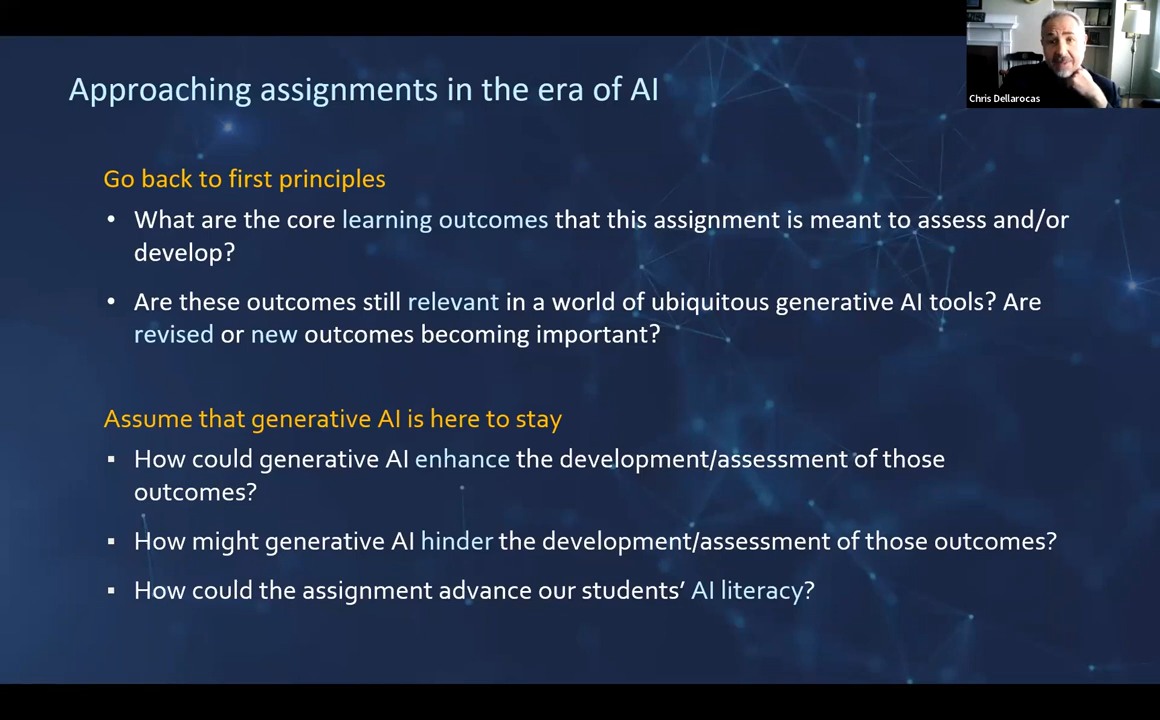 Approaching assignments in the era of AI
Chris Dellarocas
Go back to first principles
• What are the core learning outcomes that this assignment is meant to assess and/or
develop?
• Are these outcomes still relevant in a world of ubiquitous generative AI tools? Are
revised or new outcomes becoming important?
Assume that generative AI is here to stay
▪ How could generative AI enhance the development/assessment of those
outcomes?
▪ How might generative AI hinder the development/assessment of those outcomes?
▪ How could the assignment advance our students’ AI literacy?